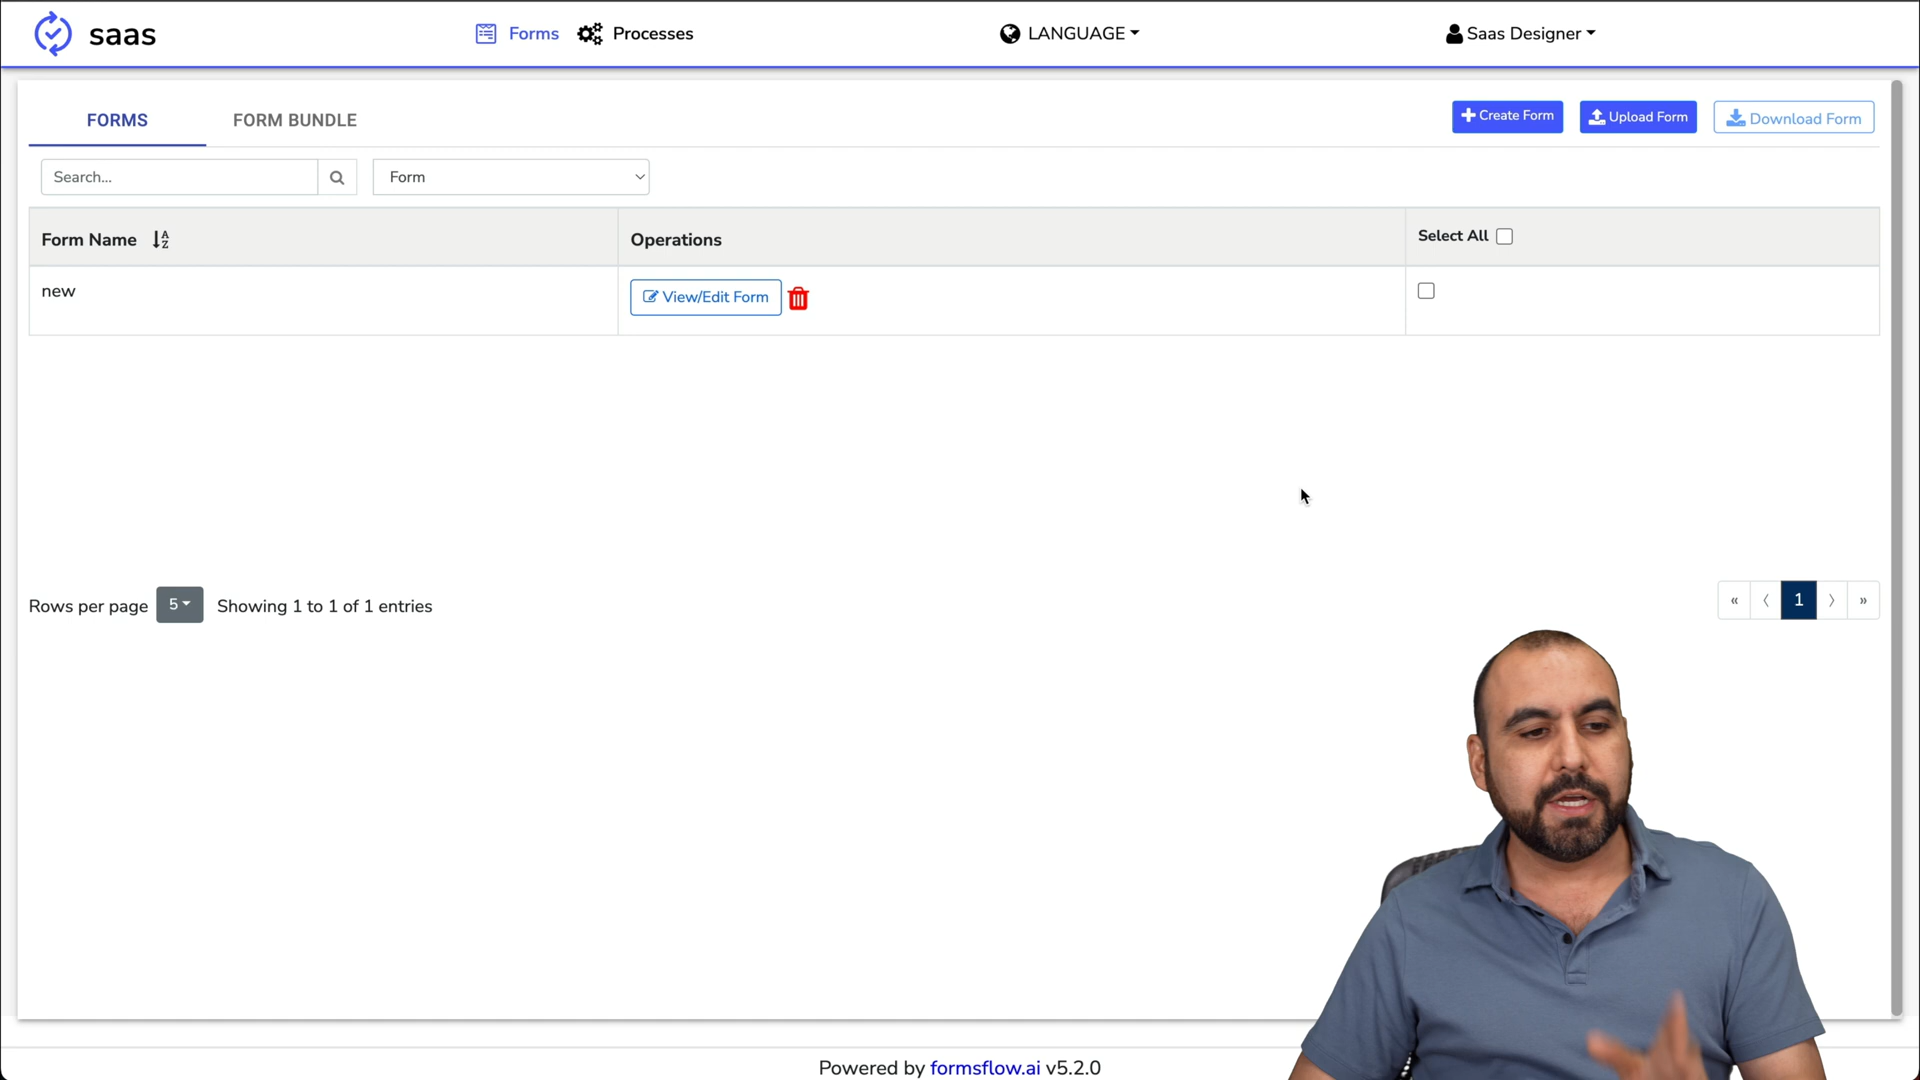 saas
Forms
Processes
LANGUAGE
Saas Designer
FORMS
FORM BUNDLE
Create Form
Upload Form
Download Form
Search...
Form
Form Name
Operations
Select All
new
View/Edit Form
Rows per page 5 Showing 1 to 1 of 1 entries
« ‹ 1 › »
Powered by formsflow.ai v5.2.0